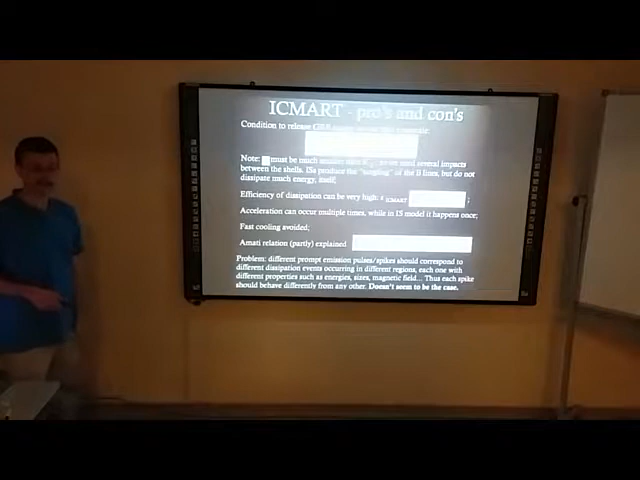 ICMART - pro's and con's
Condition to release
Note: must be much smaller need several impacts
between the shells. ISs produce the of the B lines, but do not
dissipate much energy, itself;
Efficiency of dissipation can be very high: ε ICMART ;
Acceleration can occur multiple times, while in IS model it happens once;
Fast cooling avoided;
Amati relation (partly) explained
Problem: different prompt emission pulses/spikes should correspond to
different dissipation events occurring in different regions, each one with
different properties such as energies, sizes, magnetic field... Thus each spike
should behave differently from any other. Doesn't seem to be the case.